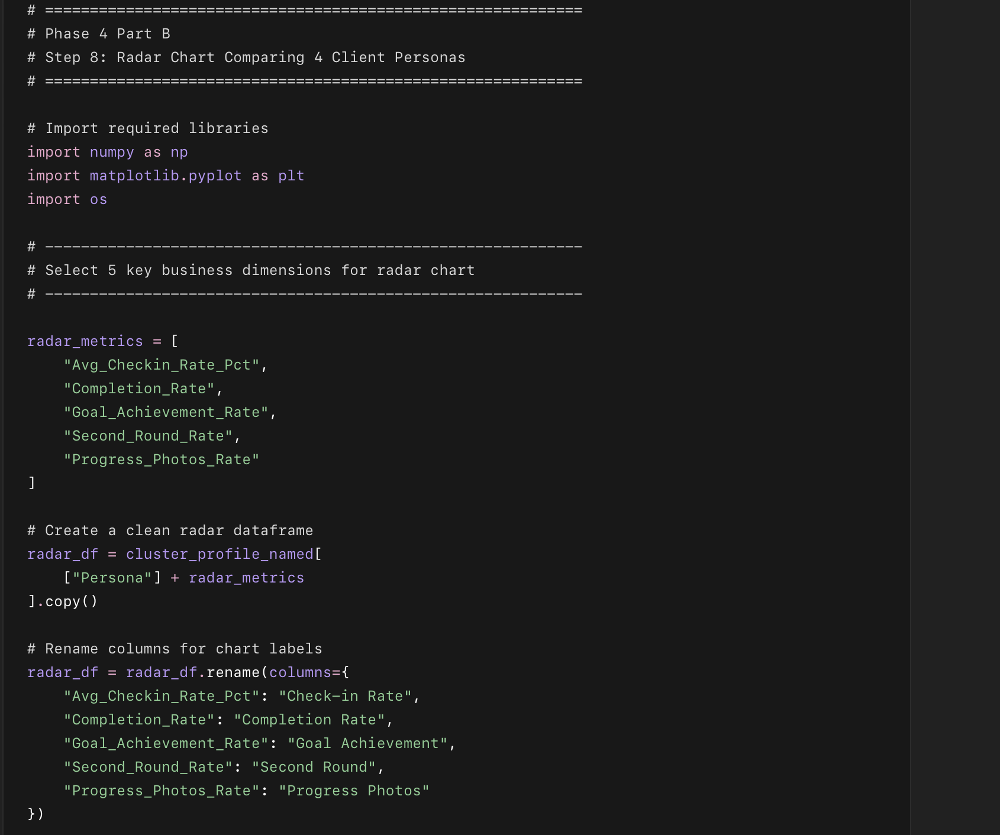 # ============================================================
# Phase 4 Part B
# Step 8: Radar Chart Comparing 4 Client Personas
# ============================================================
# Import required libraries
import numpy as np
import matplotlib.pyplot as plt
import os
# ------------------------------------------------------------
# Select 5 key business dimensions for radar chart
# ------------------------------------------------------------
radar_metrics = [
    "Avg_Checkin_Rate_Pct",
    "Completion_Rate",
    "Goal_Achievement_Rate",
    "Second_Round_Rate",
    "Progress_Photos_Rate"
]
# Create a clean radar dataframe
radar_df = cluster_profile_named[
    ["Persona"] + radar_metrics
].copy()
# Rename columns for chart labels
radar_df = radar_df.rename(columns={
    "Avg_Checkin_Rate_Pct": "Check-in Rate",
    "Completion_Rate": "Completion Rate",
    "Goal_Achievement_Rate": "Goal Achievement",
    "Second_Round_Rate": "Second Round",
    "Progress_Photos_Rate": "Progress Photos"
})